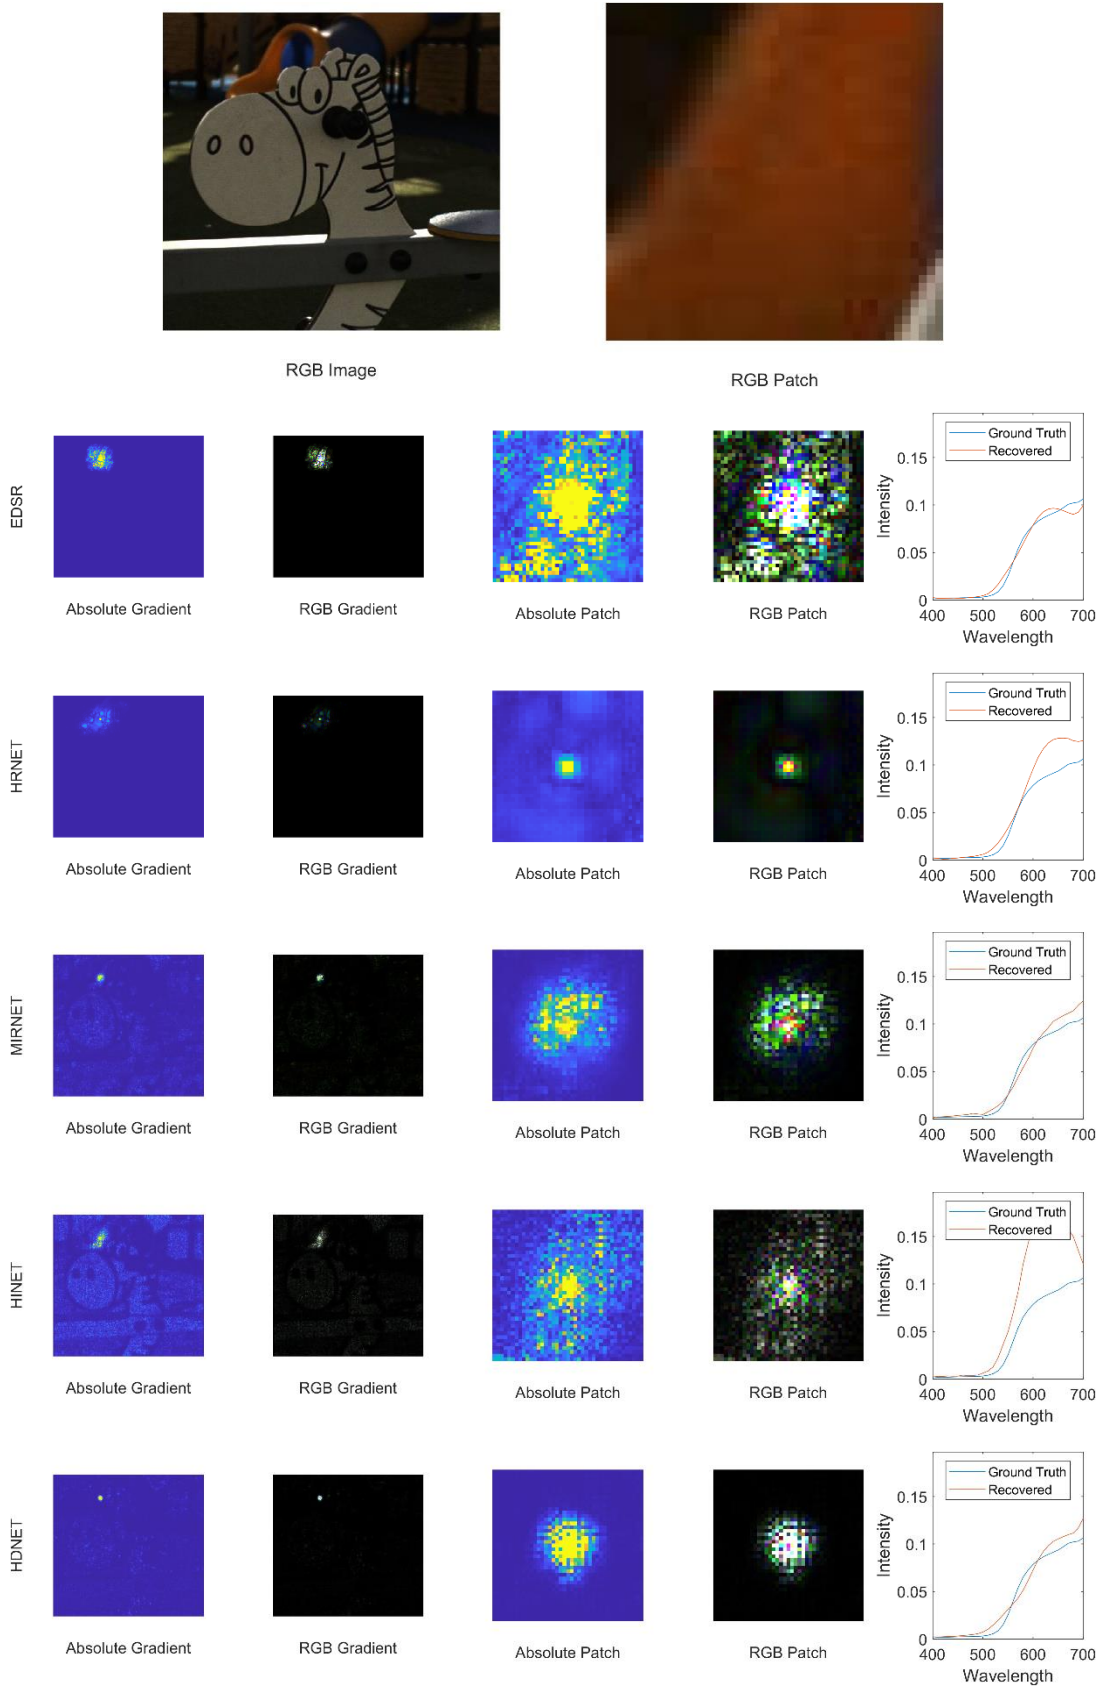 RGB Image
RGB Patch
EDSR
Absolute Gradient
RGB Gradient
Absolute Patch
RGB Patch
Intensity
0.15
0.1
0.05
0
Ground Truth
Recovered
400 500 600 700
Wavelength
HRNET
Absolute Gradient
RGB Gradient
Absolute Patch
RGB Patch
Intensity
0.15
0.1
0.05
0
Ground Truth
Recovered
400 500 600 700
Wavelength
MIRNET
Absolute Gradient
RGB Gradient
Absolute Patch
RGB Patch
Intensity
0.15
0.1
0.05
0
Ground Truth
Recovered
400 500 600 700
Wavelength
HINET
Absolute Gradient
RGB Gradient
Absolute Patch
RGB Patch
Intensity
0.15
0.1
0.05
0
Ground Truth
Recovered
400 500 600 700
Wavelength
HDNET
Absolute Gradient
RGB Gradient
Absolute Patch
RGB Patch
Intensity
0.15
0.1
0.05
0
Ground Truth
Recovered
400 500 600 700
Wavelength